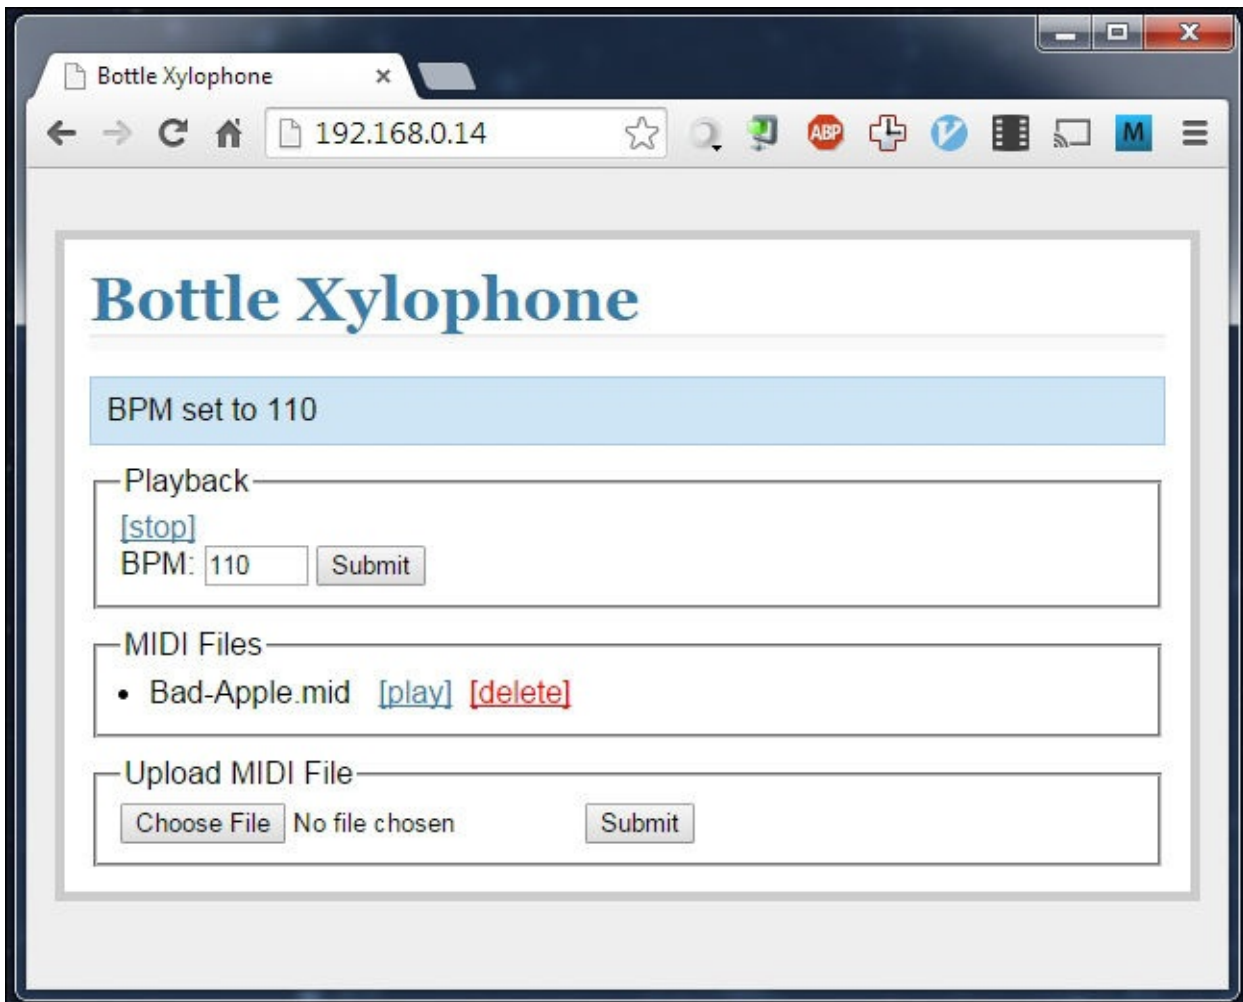 Bottle Xylophone
192.168.0.14
ABP
M
Bottle Xylophone
BPM set to 110
Playback
[stop]
BPM: 110 Submit
MIDI Files
• Bad-Apple.mid [play] [delete]
Upload MIDI File
Choose File No file chosen Submit